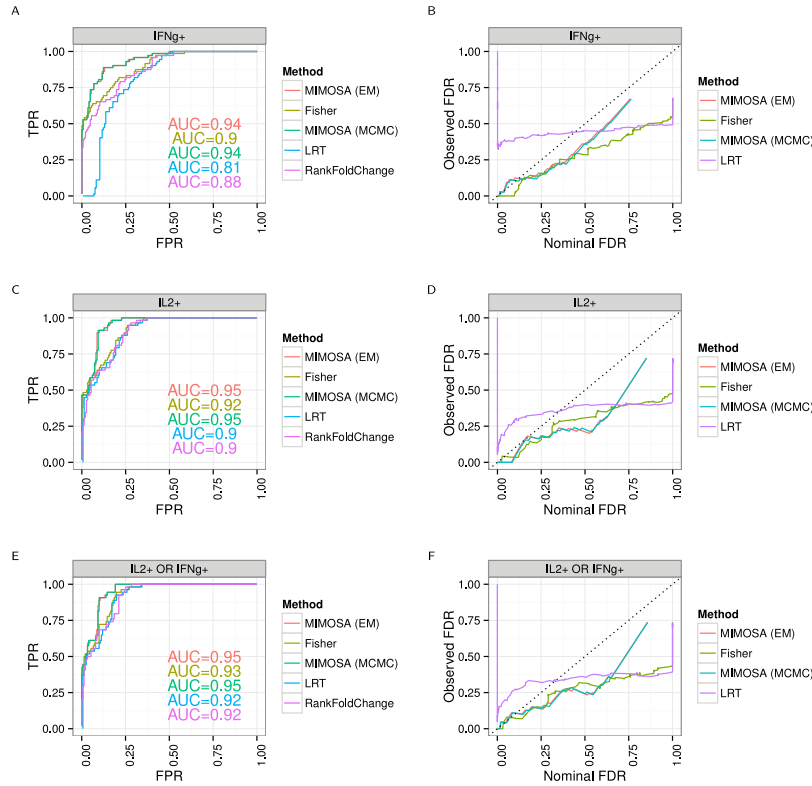 A
IFNg+
TPR
1.00
0.75
0.50
0.25
0.00
AUC=0.94
AUC=0.9
AUC=0.94
AUC=0.81
AUC=0.88
0.00
0.25
0.50
0.75
1.00
FPR
Method
MIMOSA (EM)
Fisher
MIMOSA (MCMC)
LRT
RankFoldChange
B
IFNg+
Observed FDR
1.00
0.75
0.50
0.25
0.00
0.00
0.25
0.50
0.75
1.00
Nominal FDR
Method
MIMOSA (EM)
Fisher
MIMOSA (MCMC)
LRT
C
IL2+
TPR
1.00
0.75
0.50
0.25
0.00
AUC=0.95
AUC=0.92
AUC=0.95
AUC=0.9
AUC=0.9
0.00
0.25
0.50
0.75
1.00
FPR
Method
MIMOSA (EM)
Fisher
MIMOSA (MCMC)
LRT
RankFoldChange
D
IL2+
Observed FDR
1.00
0.75
0.50
0.25
0.00
0.00
0.25
0.50
0.75
1.00
Nominal FDR
Method
MIMOSA (EM)
Fisher
MIMOSA (MCMC)
LRT
E
IL2+ OR IFNg+
TPR
1.00
0.75
0.50
0.25
0.00
AUC=0.95
AUC=0.93
AUC=0.95
AUC=0.92
AUC=0.92
0.00
0.25
0.50
0.75
1.00
FPR
Method
MIMOSA (EM)
Fisher
MIMOSA (MCMC)
LRT
RankFoldChange
F
IL2+ OR IFNg+
Observed FDR
1.00
0.75
0.50
0.25
0.00
0.00
0.25
0.50
0.75
1.00
Nominal FDR
Method
MIMOSA (EM)
Fisher
MIMOSA (MCMC)
LRT